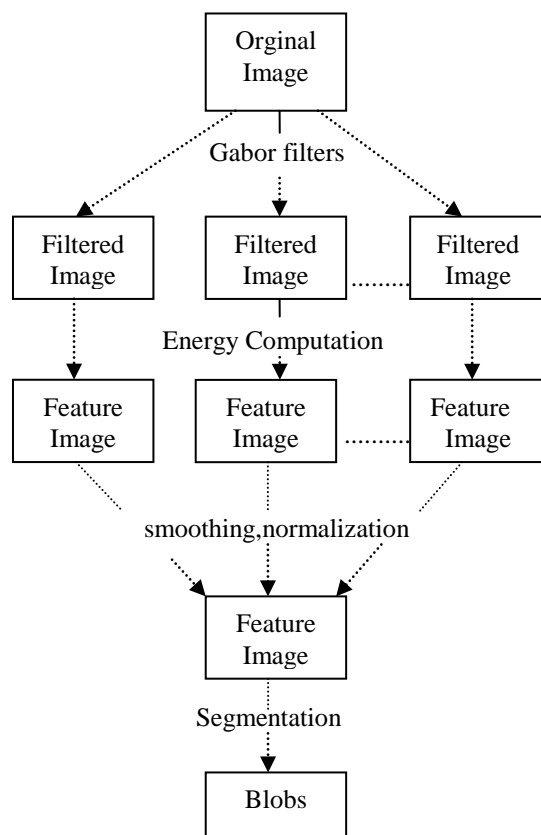 Orginal
Image
Gabor filters
Filtered
Image
Filtered
Image
Filtered
Image
Energy Computation
Feature
Image
Feature
Image
Feature
Image
smoothing,normalization
Feature
Image
Segmentation
Blobs